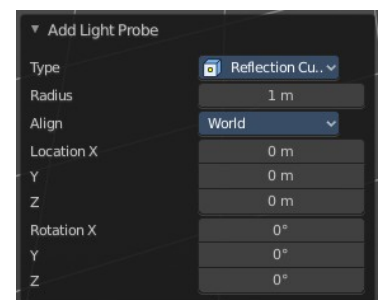 Add Light Probe
Type Reflection Cu..
Radius 1 m
Align World
Location X 0 m
Y 0 m
Z 0 m
Rotation X 0°
Y 0°
Z 0°